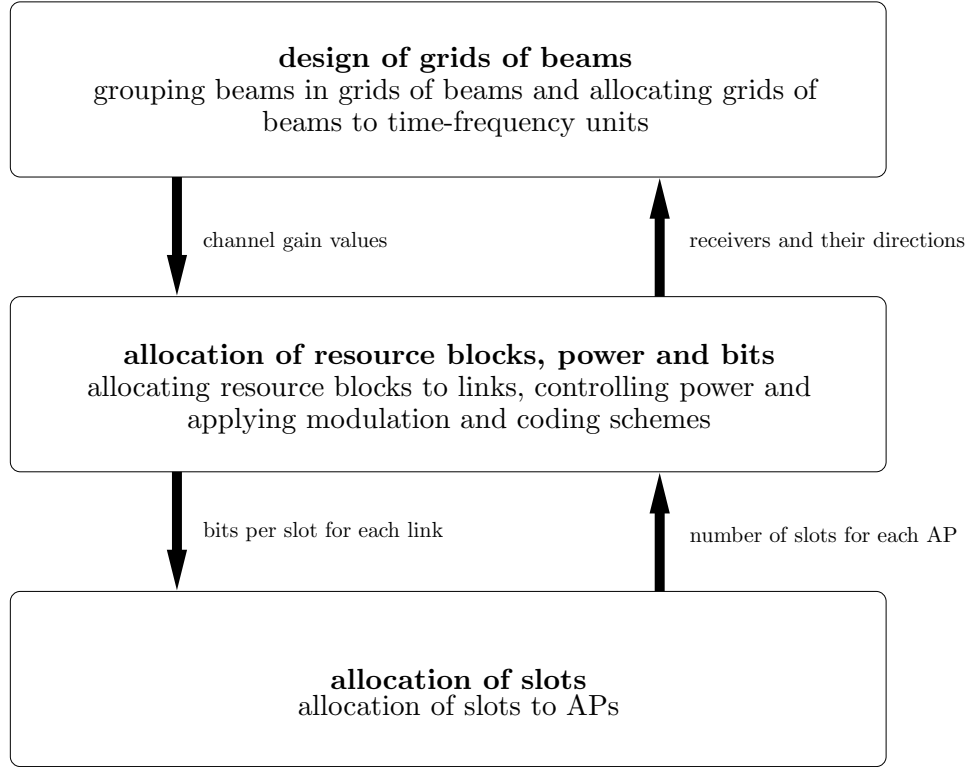 design of grids of beams
grouping beams in grids of beams and allocating grids of
beams to time-frequency units
channel gain values
receivers and their directions
allocation of resource blocks, power and bits
allocating resource blocks to links, controlling power and
applying modulation and coding schemes
bits per slot for each link
number of slots for each AP
allocation of slots
allocation of slots to APs